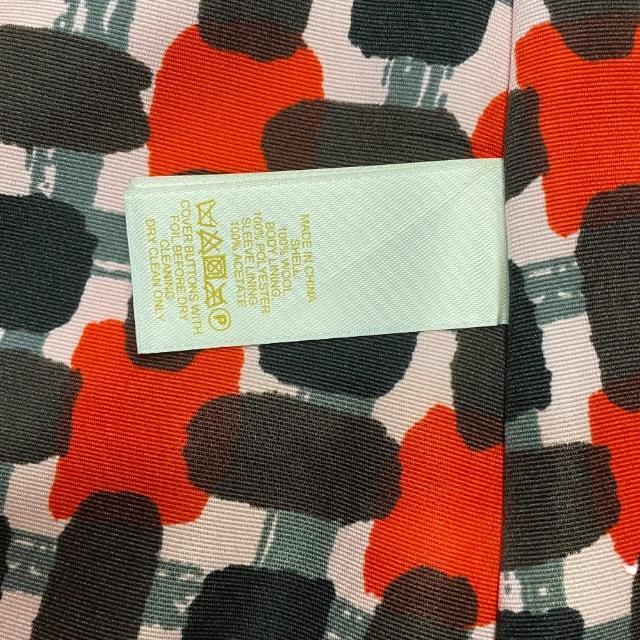 MADE IN CHINA
SHELL
100% WOOL
BODY LINING
100% POLYESTER
SLEEVE LINING
100% ACETATE
P
COVER BUTTONS WITH
FOIL BEFORE DRY
CLEANING
DRY CLEAN ONLY